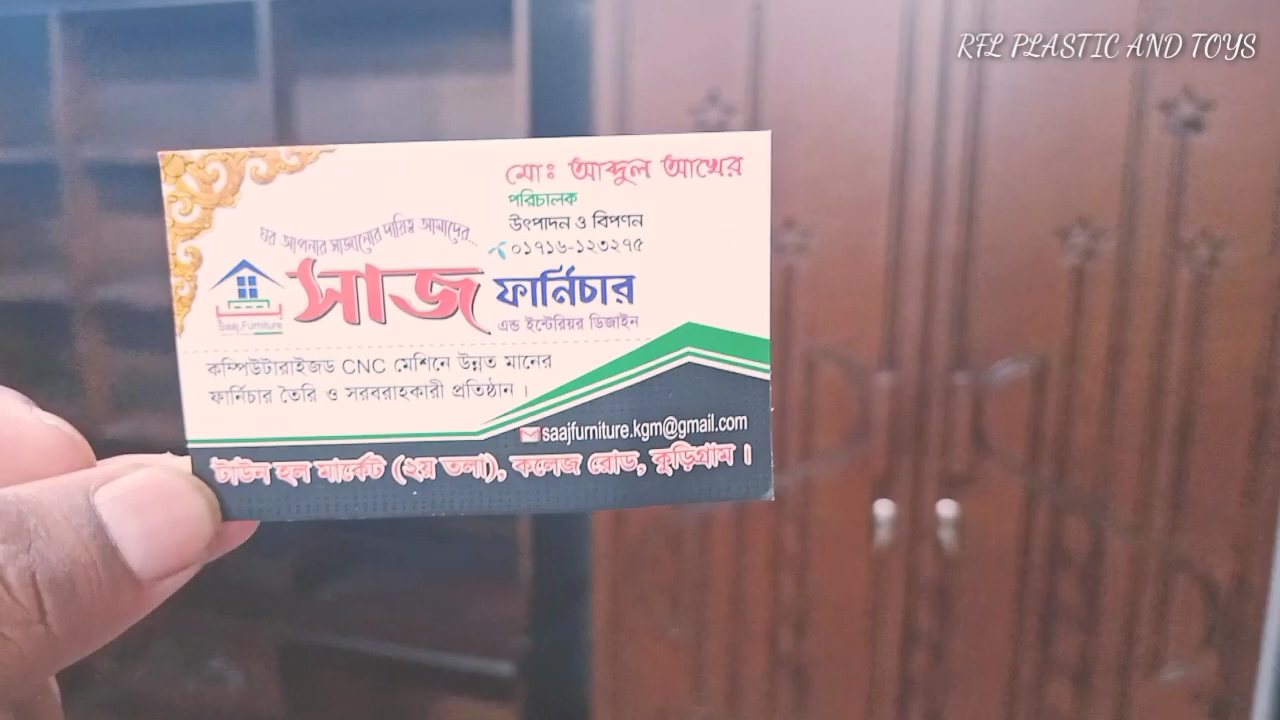 RFL PLASTIC AND TOYS
মোঃ আব্দুল আখের
পরিচালক
উৎপাদন ও বিপণন
০১৭১৬-১২৩২৭৫
ঘর আপনার সাজানোর দায়িত্ব আমাদের...
সাজ ফার্নিচার
এন্ড ইন্টেরিয়র ডিজাইন
Saaj Furniture
কম্পিউটারাইজড CNC মেশিনে উন্নত মানের
ফার্নিচার তৈরি ও সরবরাহকারী প্রতিষ্ঠান ।
saajfurniture.kgm@gmail.com
টাউন হল মার্কেট (২য় তলা), কলেজ রোড, কুড়িগ্রাম ।